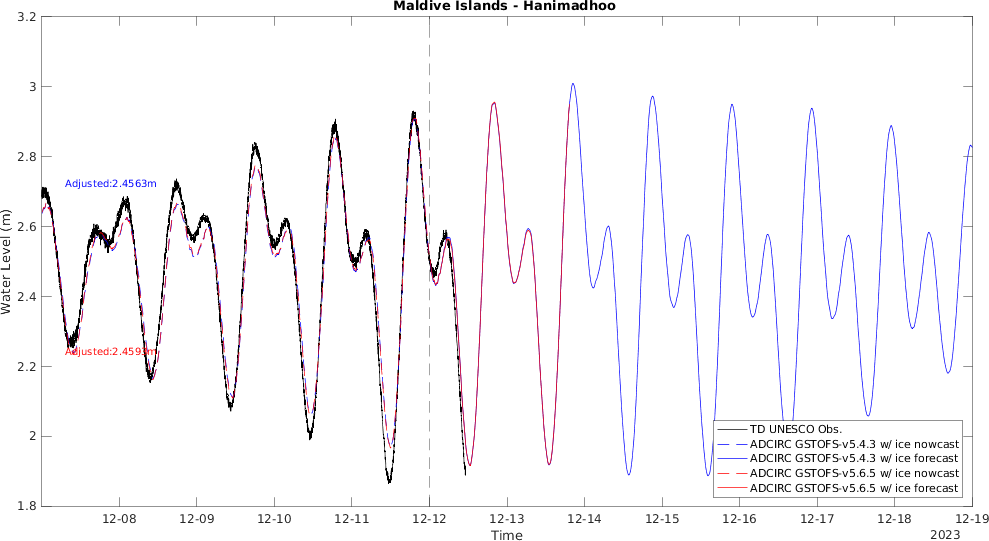 Maldive Islands - Hanimadhoo
3.2
3
2.8
2.6
2.4
2.2
2
1.8
Water Level (m)
Adjusted:2.4563m
Adjusted:2.4593m
TD UNESCO Obs.
ADCIRC GSTOFS-v5.4.3 w/ ice nowcast
ADCIRC GSTOFS-v5.4.3 w/ ice forecast
ADCIRC GSTOFS-v5.6.5 w/ ice nowcast
ADCIRC GSTOFS-v5.6.5 w/ ice forecast
12-08 12-09 12-10 12-11 12-12 12-13 12-14 12-15 12-16 12-17 12-18 12-19
Time
2023